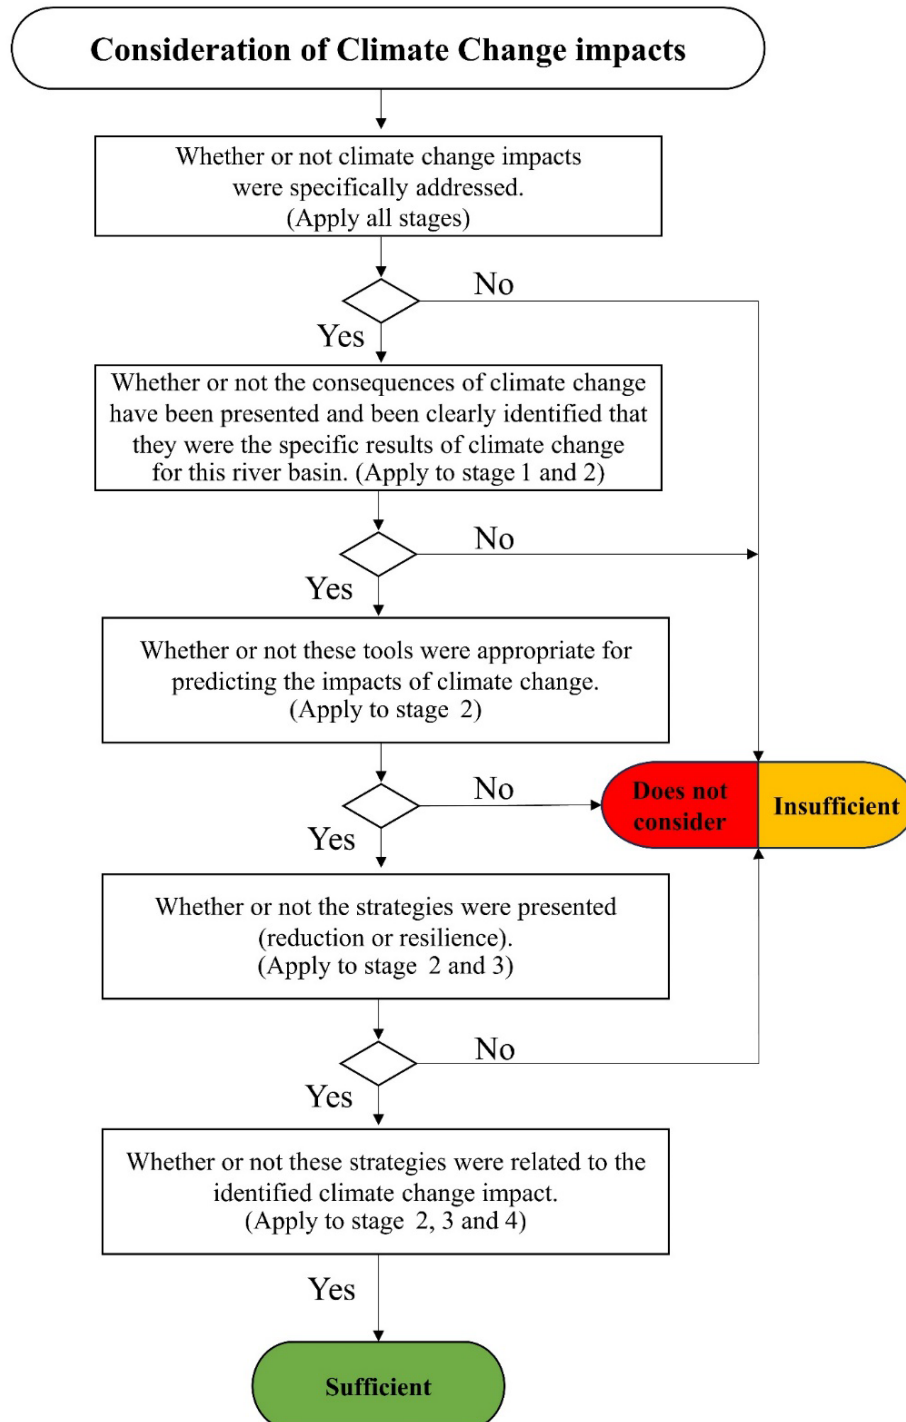 Consideration of Climate Change impacts
Whether or not climate change impacts
were specifically addressed.
(Apply all stages)
No
Yes
Whether or not the consequences of climate change
have been presented and been clearly identified that
they were the specific results of climate change
for this river basin. (Apply to stage 1 and 2)
No
Yes
Whether or not these tools were appropriate for
predicting the impacts of climate change.
(Apply to stage 2)
No
Yes
Does not
consider
Insufficient
Whether or not the strategies were presented
(reduction or resilience).
(Apply to stage 2 and 3)
No
Yes
Whether or not these strategies were related to the
identified climate change impact.
(Apply to stage 2, 3 and 4)
Yes
Sufficient